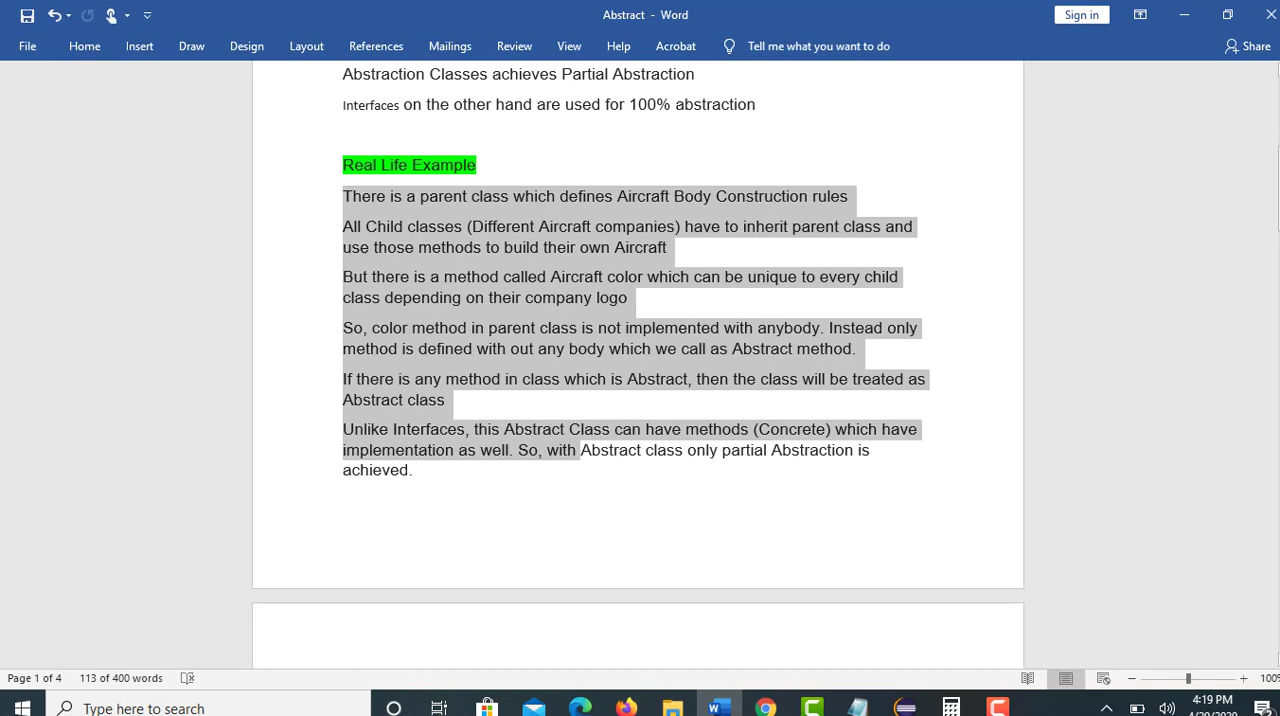 Abstract - Word
Sign in
File Home Insert Draw Design Layout References Mailings Review View Help Acrobat Tell me what you want to do Share
Abstraction Classes achieves Partial Abstraction
Interfaces on the other hand are used for 100% abstraction
Real Life Example
There is a parent class which defines Aircraft Body Construction rules
All Child classes (Different Aircraft companies) have to inherit parent class and
use those methods to build their own Aircraft
But there is a method called Aircraft color which can be unique to every child
class depending on their company logo
So, color method in parent class is not implemented with anybody. Instead only
method is defined with out any body which we call as Abstract method.
If there is any method in class which is Abstract, then the class will be treated as
Abstract class
Unlike Interfaces, this Abstract Class can have methods (Concrete) which have
implementation as well. So, with Abstract class only partial Abstraction is
achieved.
Page 1 of 4 113 of 400 words
100%
Type here to search
4:19 PM
4/20/2020